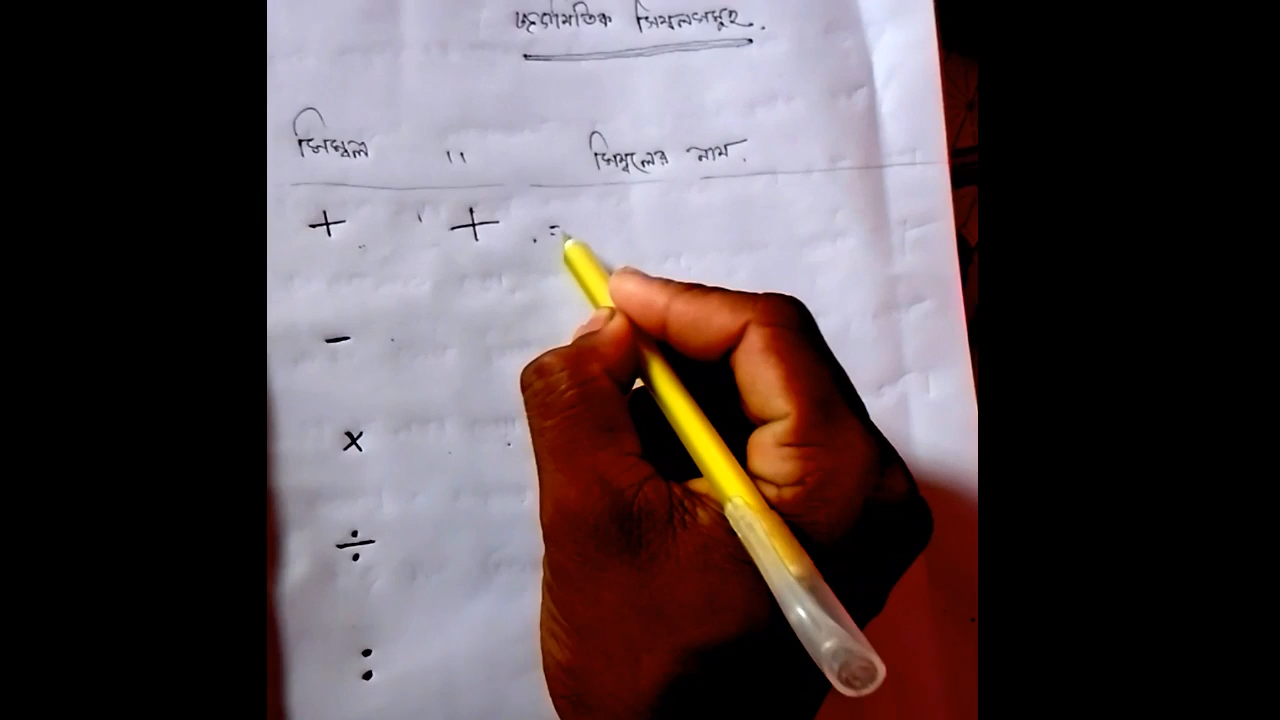 জ্যামিতিক সিম্বলসমূহ.
সিম্বল " সিম্বলের নাম.
+ ' + . =
-
×
÷
: